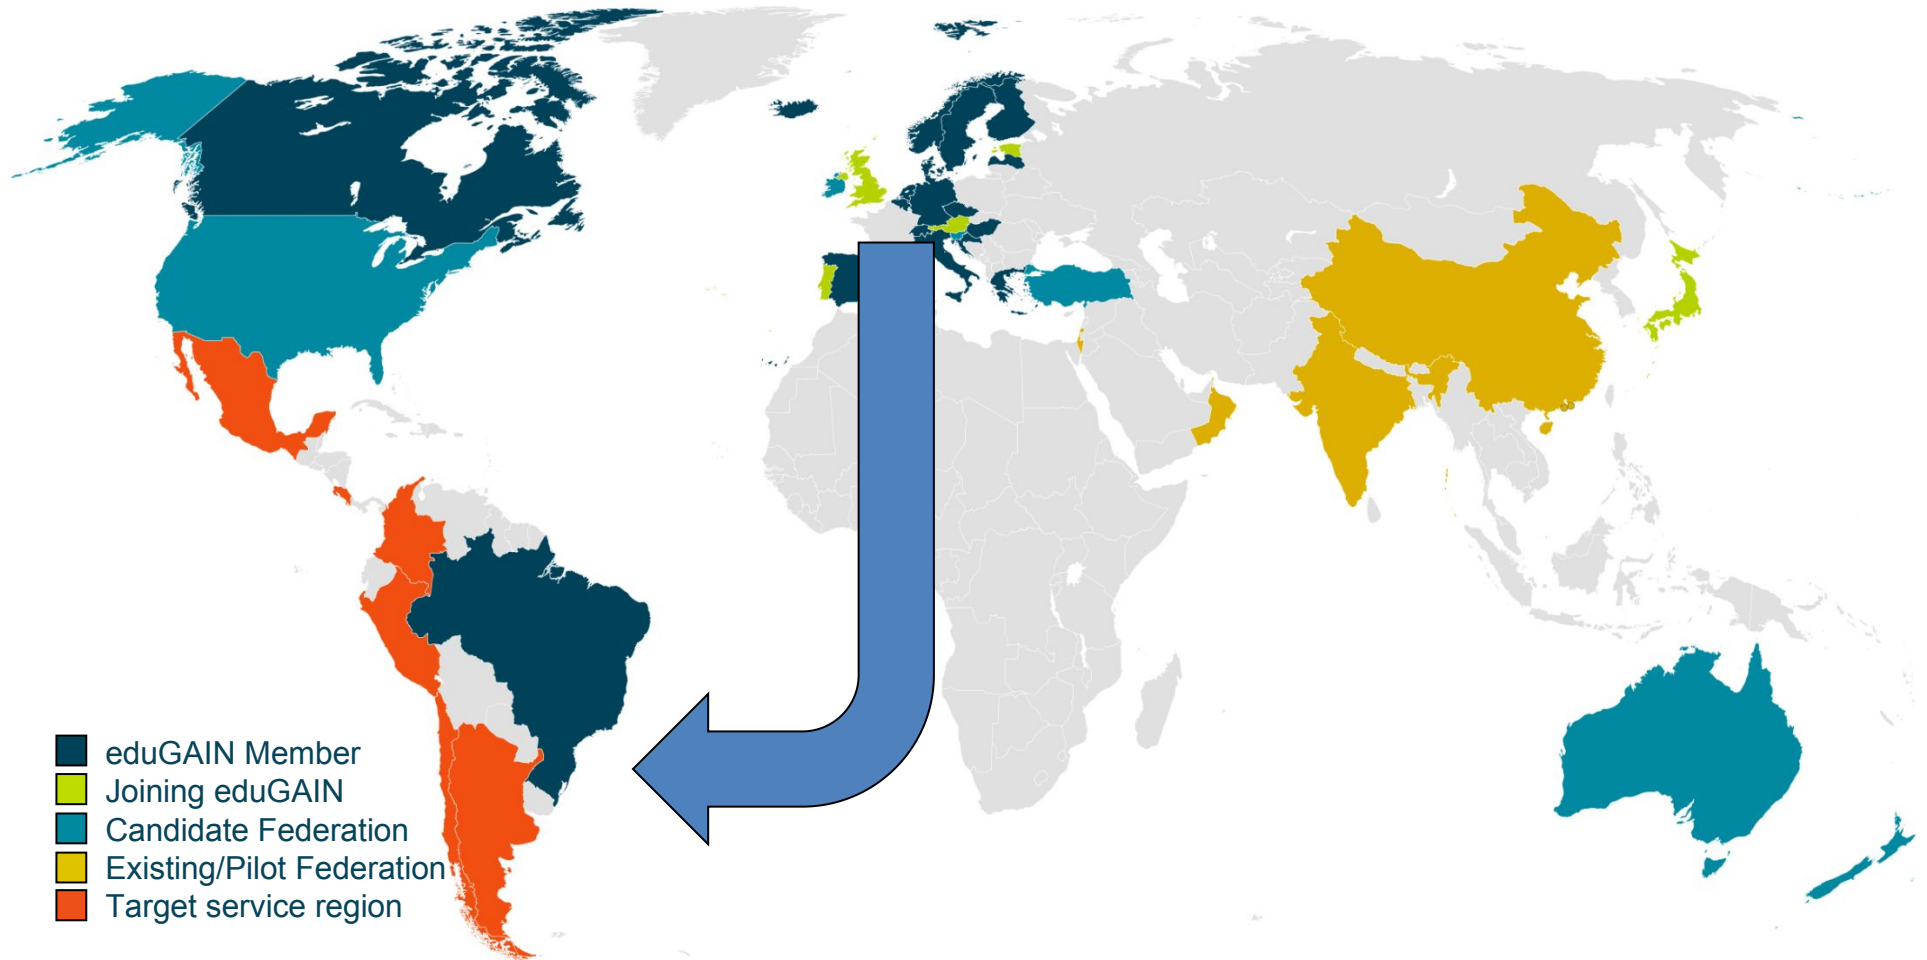 eduGAIN Member
Joining eduGAIN
Candidate Federation
Existing/Pilot Federation
Target service region